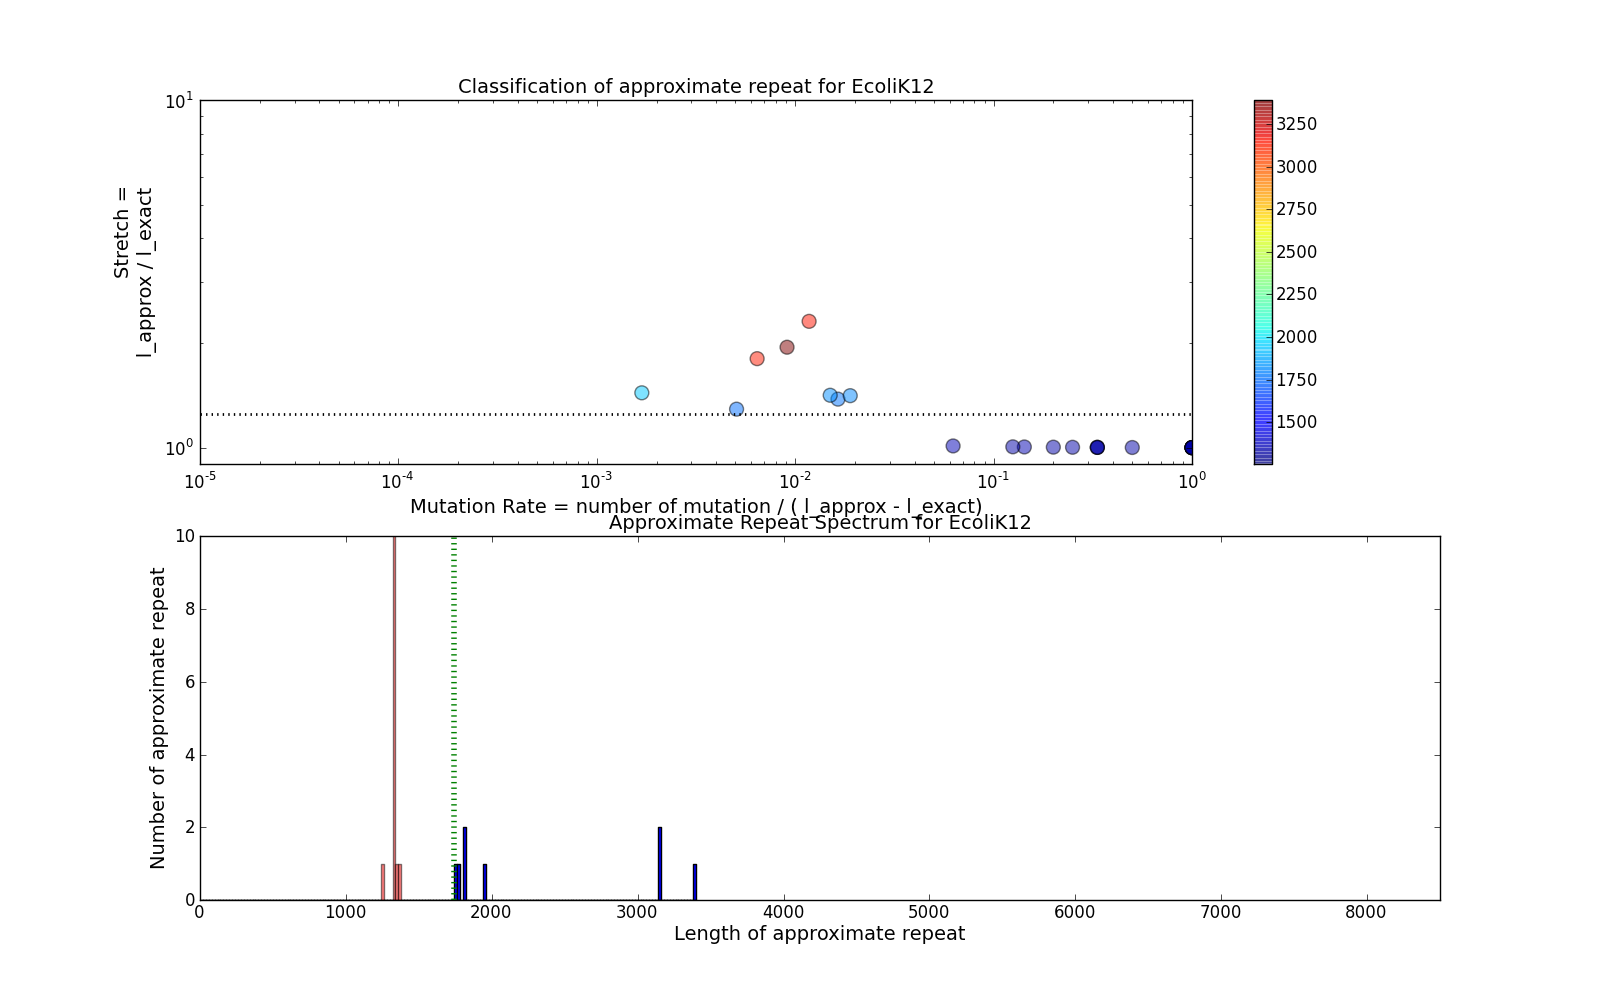 Classification of approximate repeat for EcoliK12
10^1
10^0
Stretch =
l_approx / l_exact
10^-5 10^-4 10^-3 10^-2 10^-1 10^0
Mutation Rate = number of mutation / ( l_approx - l_exact)
3250
3000
2750
2500
2250
2000
1750
1500
Approximate Repeat Spectrum for EcoliK12
10
8
6
4
2
0
Number of approximate repeat
0 1000 2000 3000 4000 5000 6000 7000 8000
Length of approximate repeat